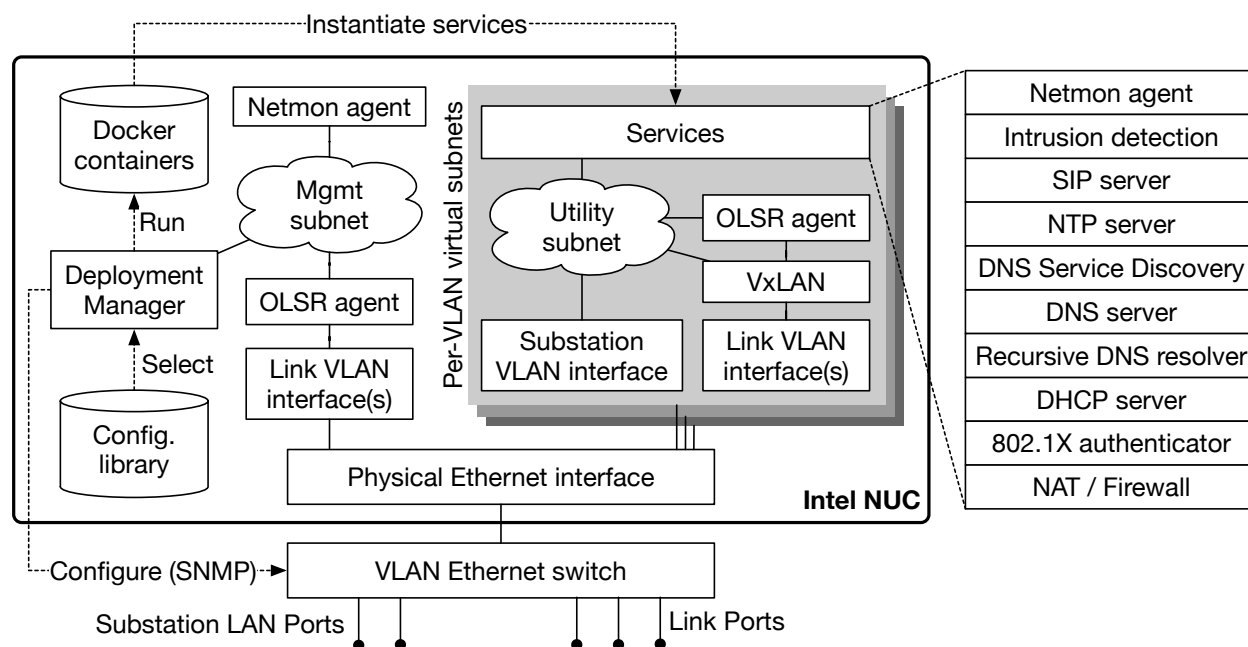 Instantiate services
Docker
containers
Netmon agent
Mgmt
subnet
Run
Deployment
Manager
OLSR agent
Select
Link VLAN
interface(s)
Config.
library
Per-VLAN virtual subnets
Services
Utility
subnet
OLSR agent
VxLAN
Substation
VLAN interface
Link VLAN
interface(s)
Physical Ethernet interface
Intel NUC
Configure (SNMP)
VLAN Ethernet switch
Substation LAN Ports
Link Ports
Netmon agent
Intrusion detection
SIP server
NTP server
DNS Service Discovery
DNS server
Recursive DNS resolver
DHCP server
802.1X authenticator
NAT / Firewall